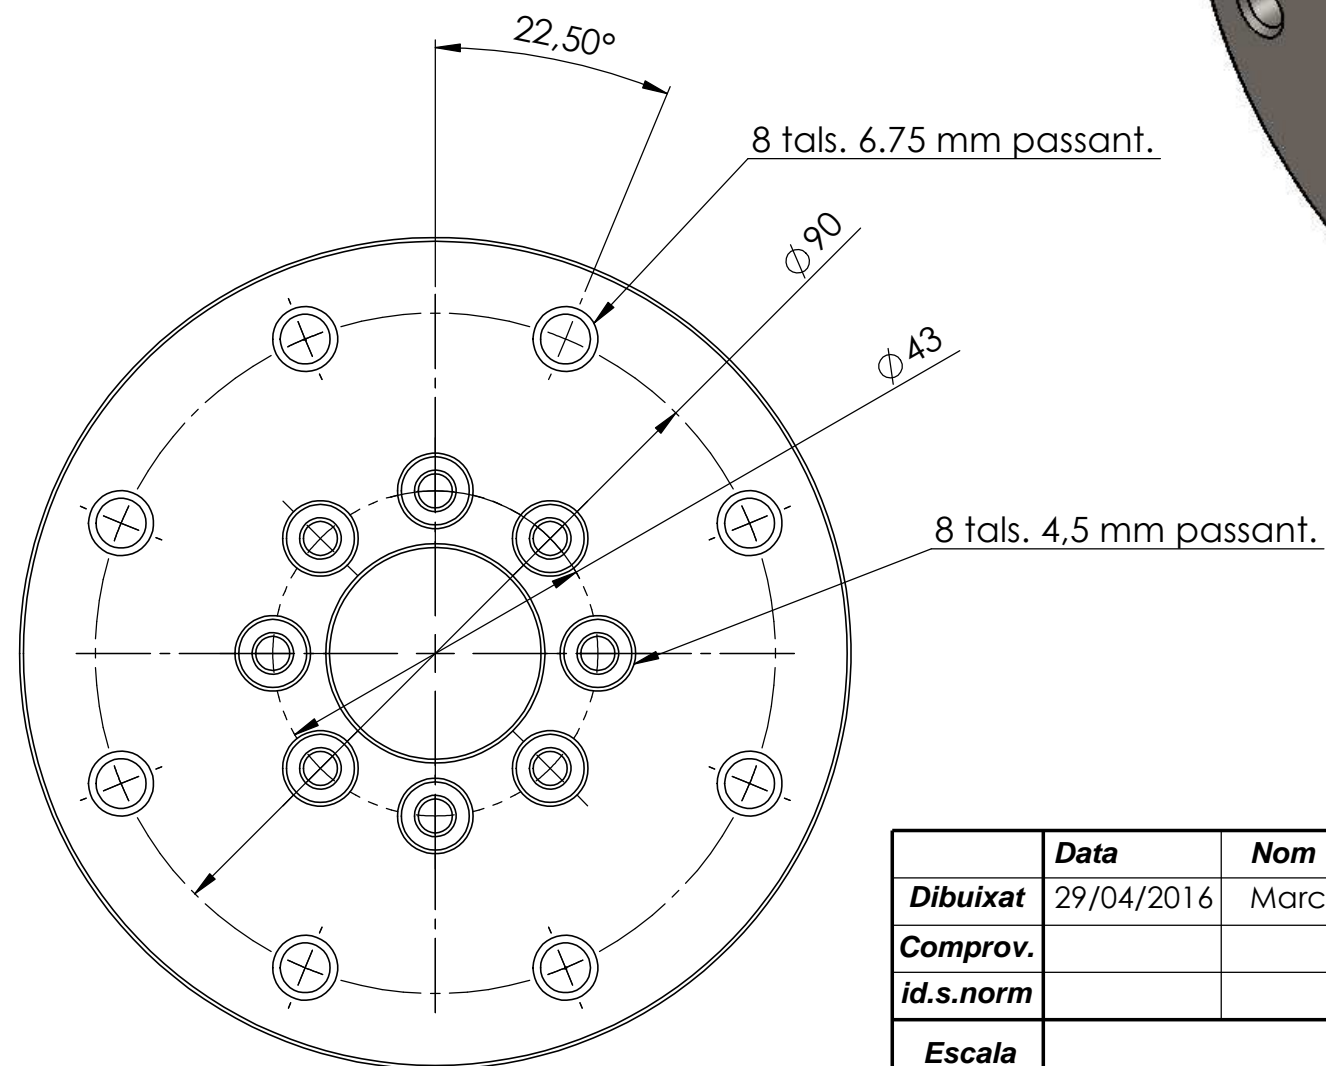 22,50°
8 tals. 6.75 mm passant.
⌀90
⌀43
8 tals. 4,5 mm passant.
Data Nom
Dibuixat 29/04/2016 Marc
Comprov.
id.s.norm
Escala